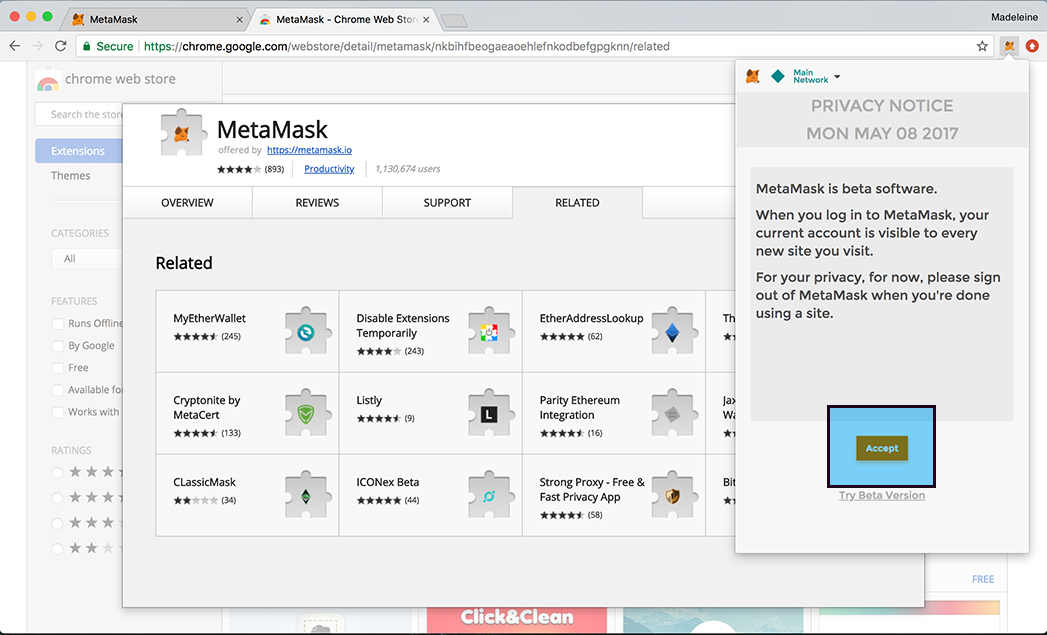 MetaMask
MetaMask - Chrome Web Stor
Madeleine
Secure
https://chrome.google.com/webstore/detail/metamask/nkbihfbeogaeaoehlefnkodbefgpgknn/related
chrome web store
Search the store
Extensions
Themes
CATEGORIES
All
FEATURES
Runs Offline
By Google
Free
Available fo
Works with
RATINGS
MetaMask
offered by https://metamask.io
(893) Productivity 1,130,674 users
OVERVIEW REVIEWS SUPPORT RELATED
Related
MyEtherWallet
(245)
Disable Extensions
Temporarily
(243)
EtherAddressLookup
(62)
Th
Cryptonite by
MetaCert
(133)
Listly
(9)
L
Parity Ethereum
Integration
(16)
Jax
Wa
CLassicMask
(34)
ICONex Beta
(44)
Strong Proxy - Free &
Fast Privacy App
(58)
Bit
Main
Network
PRIVACY NOTICE
MON MAY 08 2017
MetaMask is beta software.
When you log in to MetaMask, your
current account is visible to every
new site you visit.
For your privacy, for now, please sign
out of MetaMask when you're done
using a site.
Accept
Try Beta Version
FREE
Click&Clean